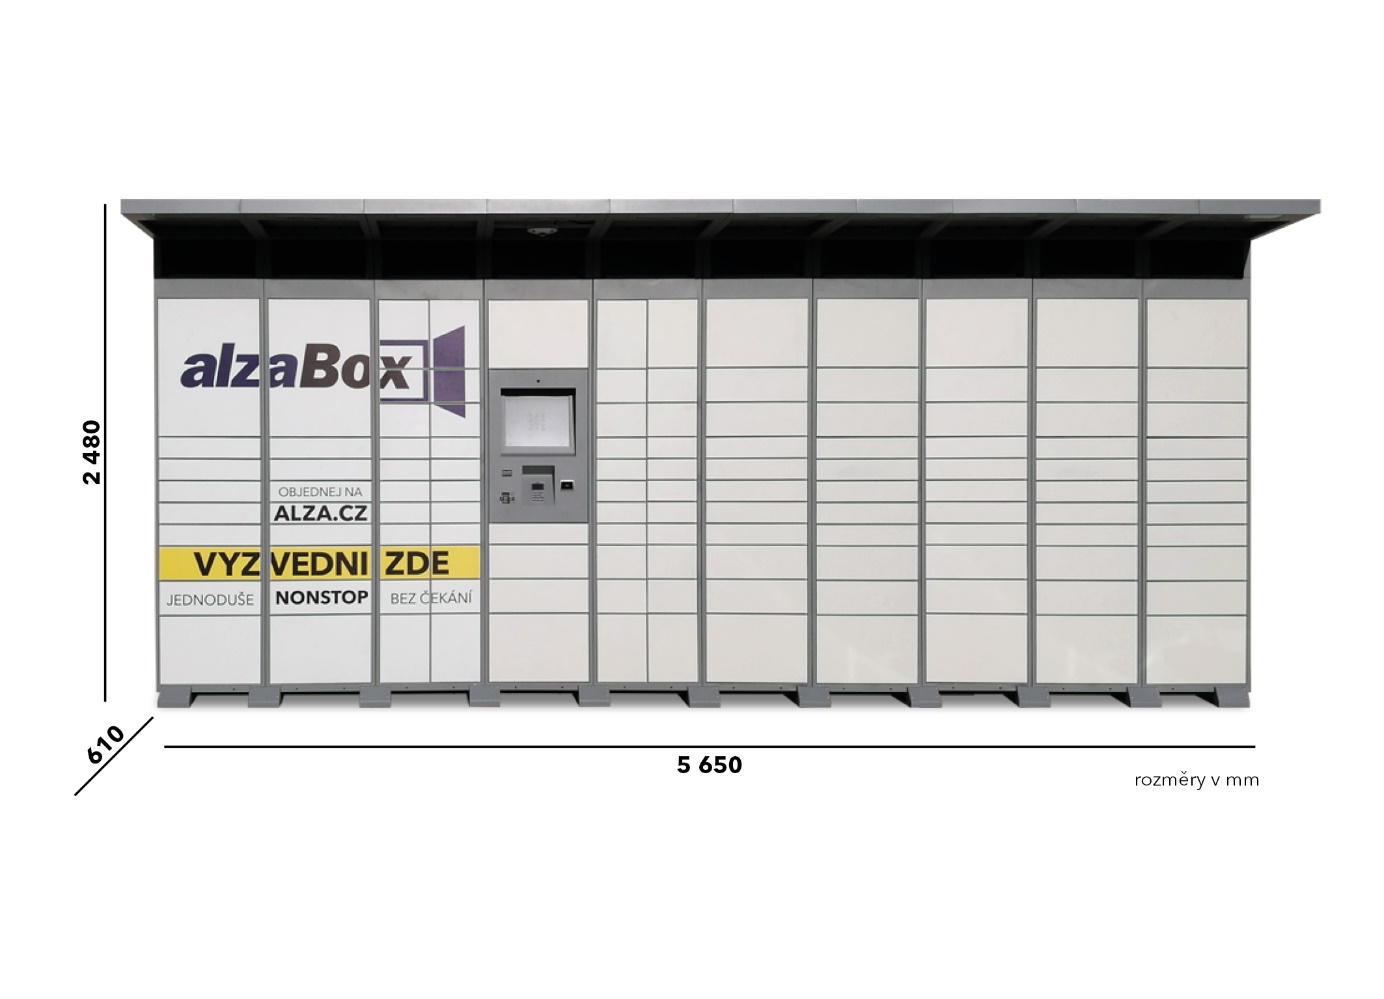 alzaBox
OBJEDNEJ NA
ALZA.CZ
VYZVEDNI ZDE
JEDNODUŠE NONSTOP BEZ ČEKÁNÍ
2 480
610
5 650
rozměry v mm